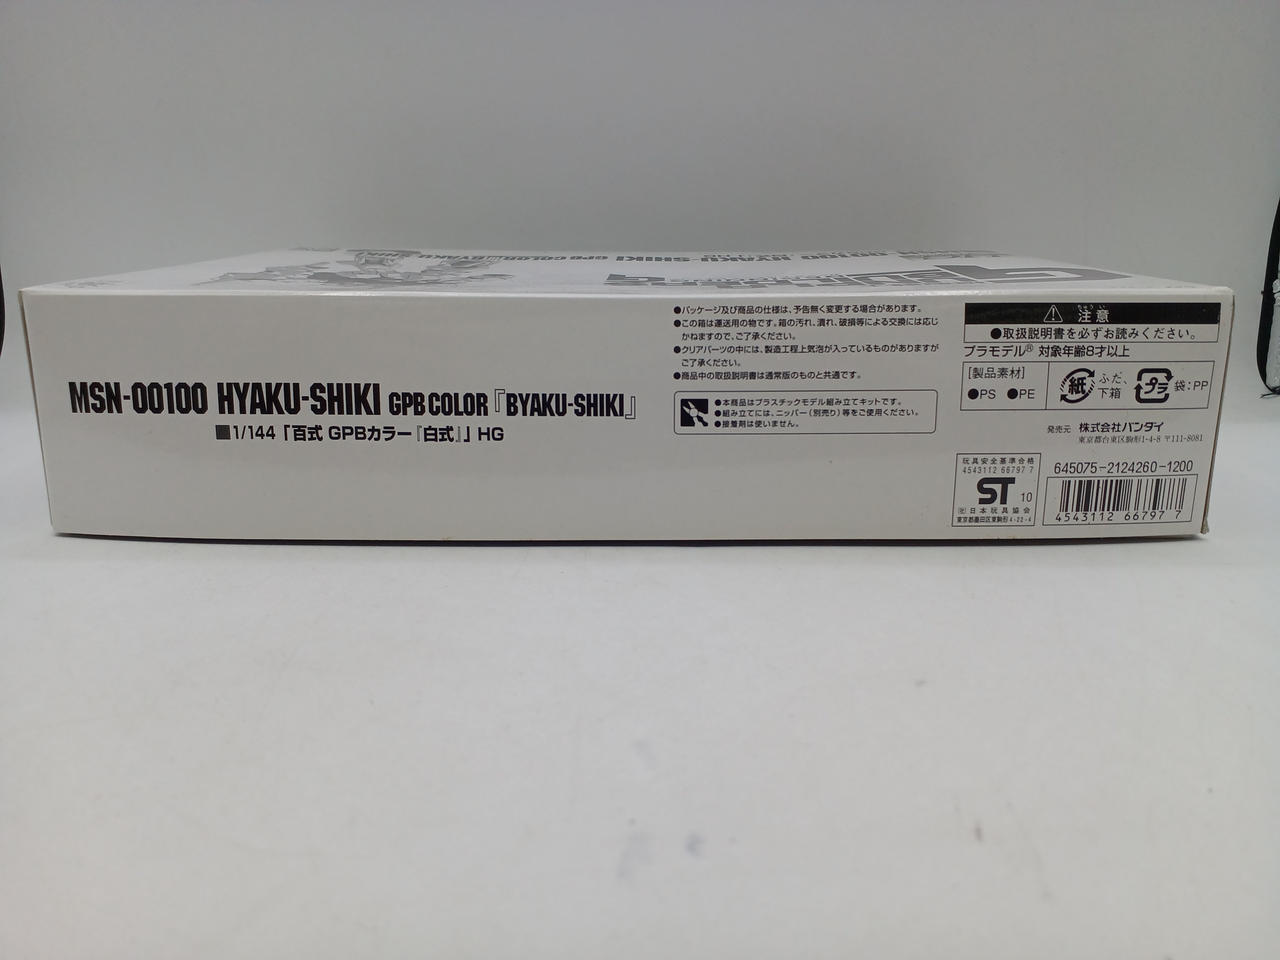 MSN-00100 HYAKU-SHIKI GPB COLOR『BYAKU-SHIKI』
■1/144「百式 GPBカラー『白式』」HG
●パッケージ及び商品の仕様は、予告無く変更する場合があります。
●この箱は運送用の物です。箱の汚れ、潰れ、破損等による交換には応じ
かねますので、ご了承ください。
●クリアパーツの中には、製造工程上気泡が入っているものがありますが
ご了承ください。
●商品中の取扱説明書は通常版のものと共通です。
●本商品はプラスチックモデル組み立てキットです。
●組み立てには、ニッパー(別売り)等をご使用ください。
●接着剤は使いません。
注意
●取扱説明書を必ずお読みください。
プラモデル® 対象年齢8才以上
[製品素材]
●PS ●PE
紙 ふた、
下箱
プラ 袋:PP
発売元 株式会社バンダイ
東京都台東区駒形1-4-8 〒111-8081
玩具安全基準合格
4543112 66797 7
ST 10
㈳日本玩具協会
東京都墨田区東駒形4-22-4
645075-2124260-1200
4543112 66797 7